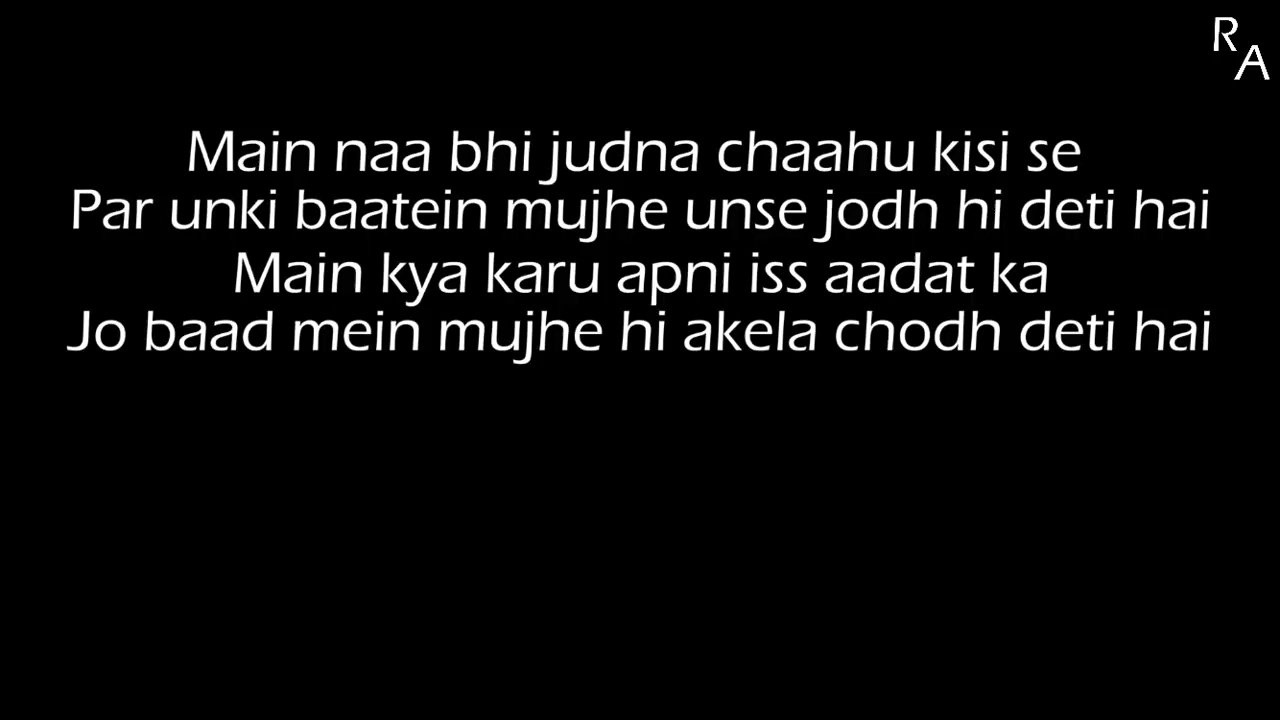 R
A
Main naa bhi judna chaahu kisi se
Par unki baatein mujhe unse jodh hi deti hai
Main kya karu apni iss aadat ka
Jo baad mein mujhe hi akela chodh deti hai